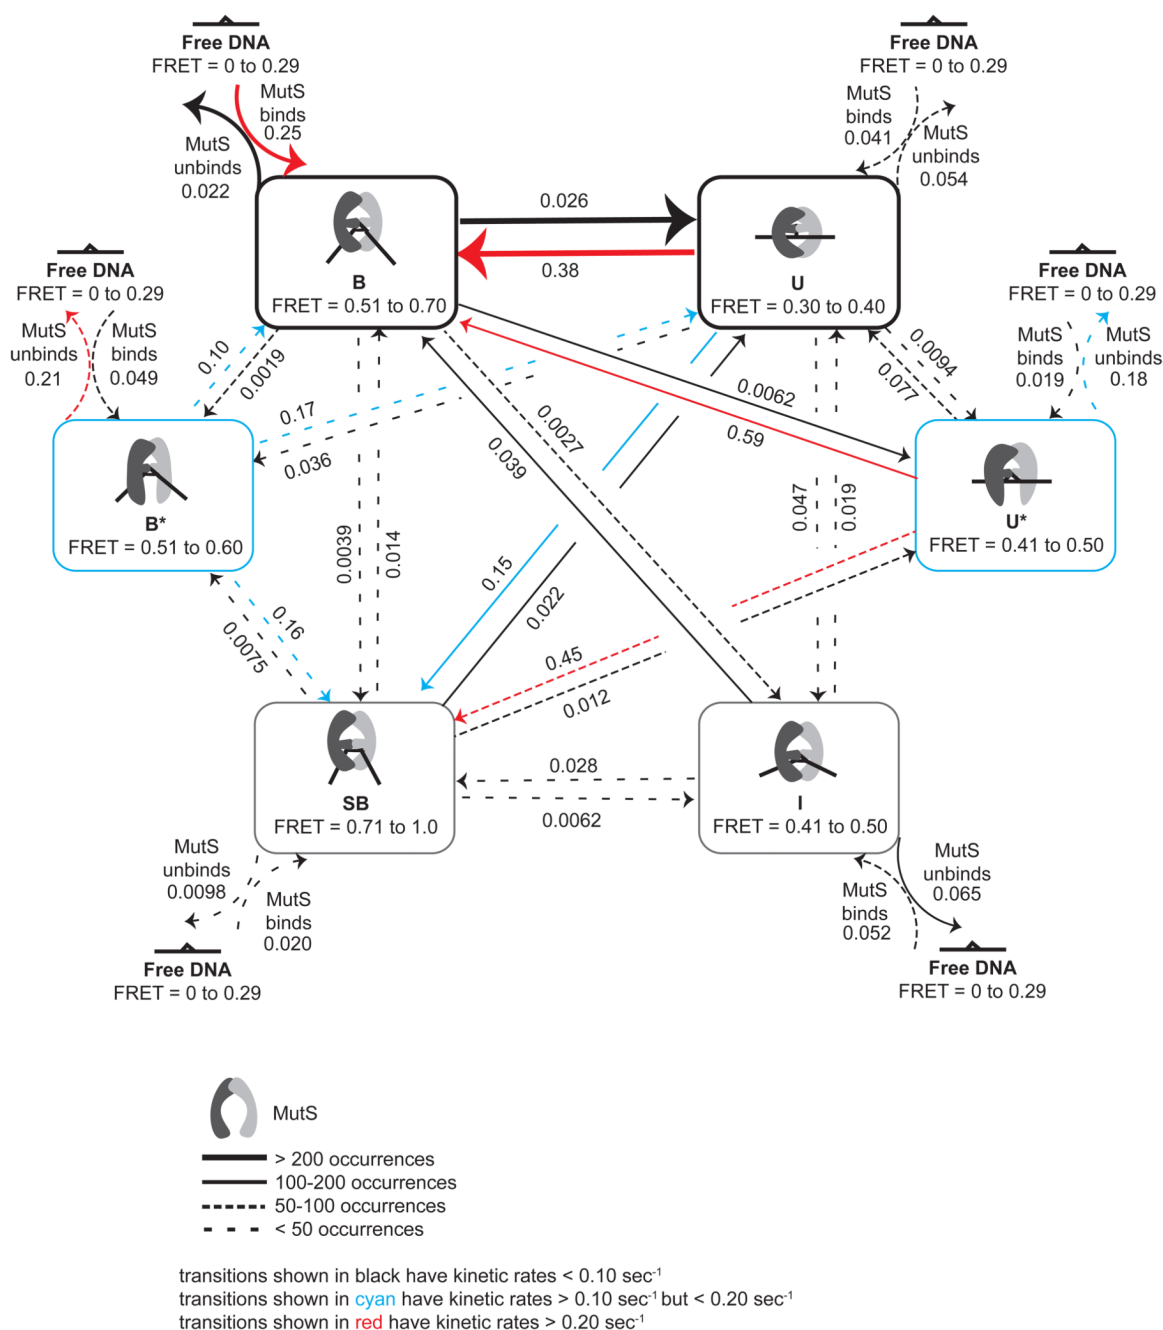 Free DNA
FRET = 0 to 0.29
MutS
binds
0.25
MutS
unbinds
0.022
Free DNA
FRET = 0 to 0.29
MutS
binds
0.041
MutS
unbinds
0.054
B
FRET = 0.51 to 0.70
0.026
0.38
U
FRET = 0.30 to 0.40
Free DNA
FRET = 0 to 0.29
MutS
unbinds
0.21
MutS
binds
0.049
Free DNA
FRET = 0 to 0.29
MutS
binds
0.019
MutS
unbinds
0.18
0.10
0.0019
0.17
0.036
0.0094
0.077
0.0062
0.59
0.0027
0.039
B*
FRET = 0.51 to 0.60
U*
FRET = 0.41 to 0.50
0.0039
0.014
0.15
0.022
0.047
0.019
0.16
0.0075
0.45
0.012
SB
FRET = 0.71 to 1.0
0.028
0.0062
I
FRET = 0.41 to 0.50
MutS
unbinds
0.0098
MutS
binds
0.020
Free DNA
FRET = 0 to 0.29
MutS
binds
0.052
MutS
unbinds
0.065
Free DNA
FRET = 0 to 0.29
MutS
> 200 occurrences
100-200 occurrences
50-100 occurrences
< 50 occurrences
transitions shown in black have kinetic rates < 0.10 sec⁻¹
transitions shown in cyan have kinetic rates > 0.10 sec⁻¹ but < 0.20 sec⁻¹
transitions shown in red have kinetic rates > 0.20 sec⁻¹